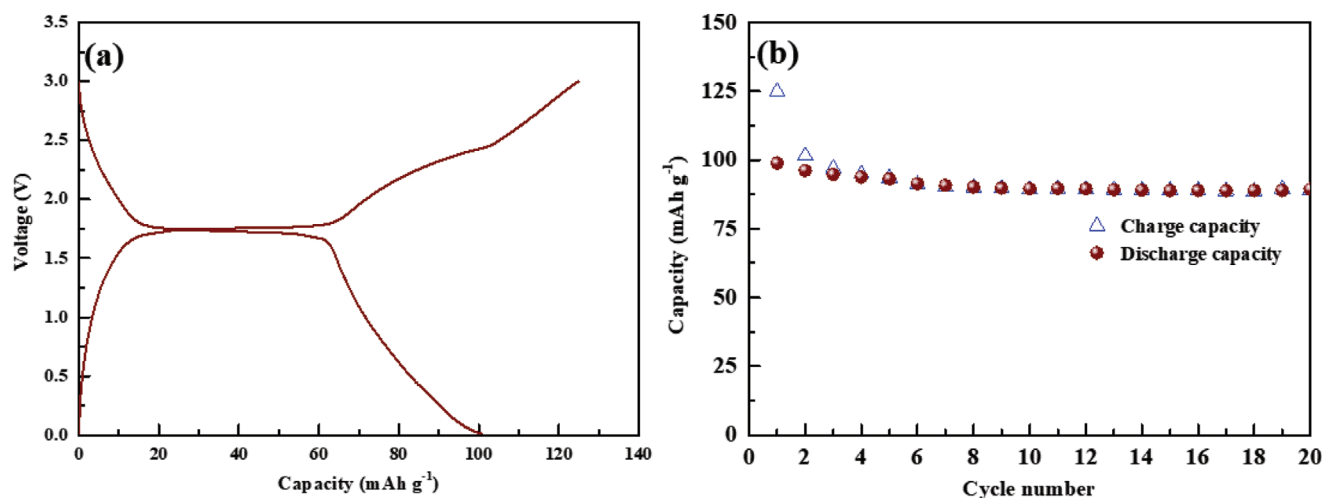 (a)
3.5
3.0
2.5
2.0
1.5
1.0
0.5
0.0
Voltage (V)
0 20 40 60 80 100 120 140
Capacity (mAh g⁻¹)
(b)
150
125
100
75
50
25
0
Capacity (mAh g⁻¹)
Charge capacity
Discharge capacity
0 2 4 6 8 10 12 14 16 18 20
Cycle number